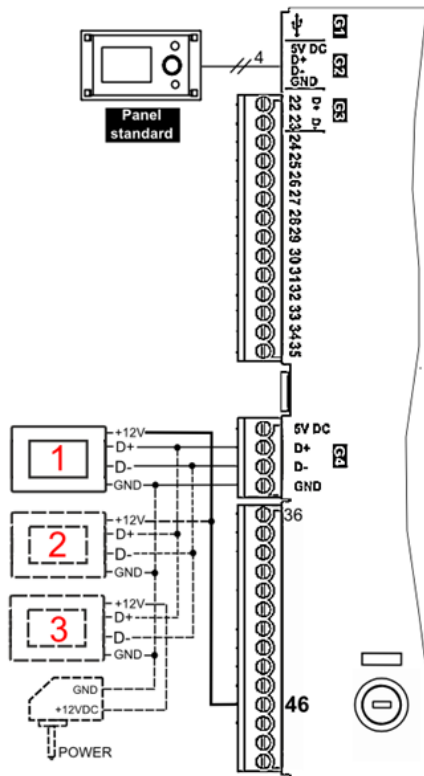 G1
5V DC
D+
D-
GND
G2
4
Panel
standard
22 D+
23 D-
G3
24
25
26
27
28
29
30
31
32
33
34
35
+12V
D+
D-
GND
1
5V DC
D+
D-
GND
G4
36
+12V
D+
D-
GND
2
+12V
D+
D-
GND
3
GND
+12VDC
POWER
46